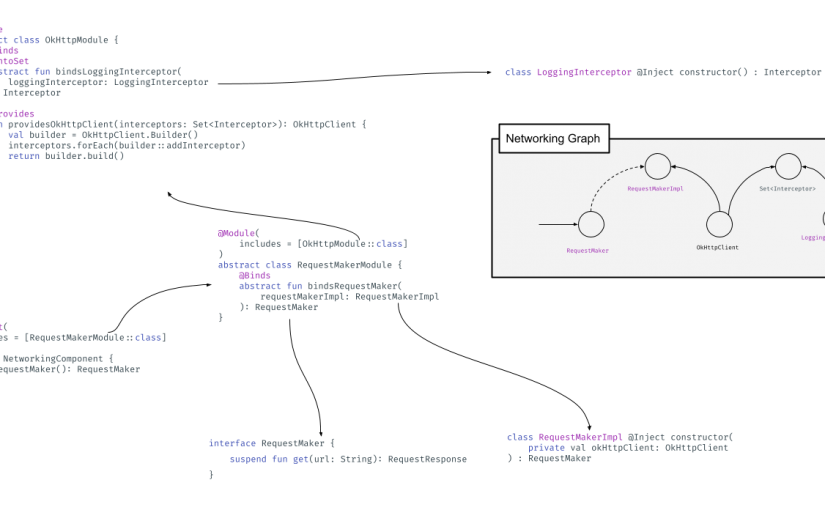 e
ct class OkHttpModule {
inds
ntoSet
stract fun bindsLoggingInterceptor(
loggingInterceptor: LoggingInterceptor
Interceptor
rovides
n providesOkHttpClient(interceptors: Set<Interceptor>): OkHttpClient {
val builder = OkHttpClient.Builder()
interceptors.forEach(builder::addInterceptor)
return builder.build()
class LoggingInterceptor @Inject constructor() : Interceptor
Networking Graph
RequestMakerImpl
Set<Interceptor>
RequestMaker
OkHttpClient
Logging
@Module(
includes = [OkHttpModule::class]
)
abstract class RequestMakerModule {
@Binds
abstract fun bindsRequestMaker(
requestMakerImpl: RequestMakerImpl
): RequestMaker
}
t(
es = [RequestMakerModule::class]
NetworkingComponent {
equestMaker(): RequestMaker
interface RequestMaker {
suspend fun get(url: String): RequestResponse
}
class RequestMakerImpl @Inject constructor(
private val okHttpClient: OkHttpClient
) : RequestMaker